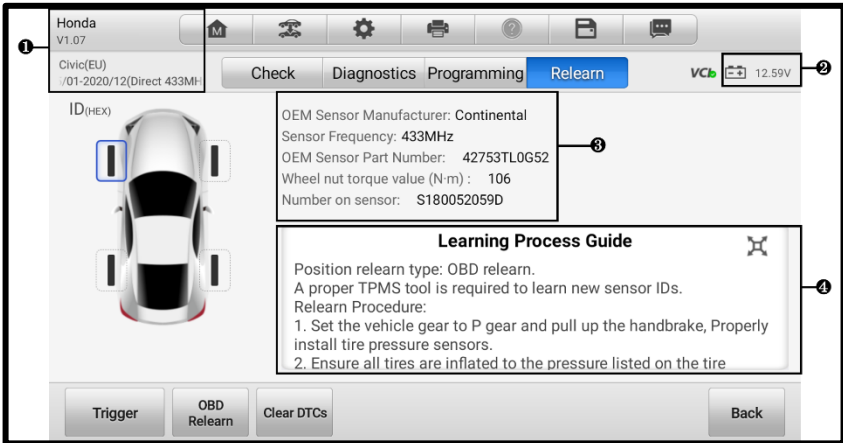 Honda
V1.07
❶
Civic(EU)
/01-2020/12(Direct 433MH
M
?
Check
Diagnostics
Programming
Relearn
VCI
12.59V
❷
ID(HEX)
OEM Sensor Manufacturer: Continental
Sensor Frequency: 433MHz
OEM Sensor Part Number: 42753TL0G52
Wheel nut torque value (N·m) : 106
Number on sensor: S180052059D
❸
Learning Process Guide
Position relearn type: OBD relearn.
A proper TPMS tool is required to learn new sensor IDs.
Relearn Procedure:
1. Set the vehicle gear to P gear and pull up the handbrake, Properly
install tire pressure sensors.
2. Ensure all tires are inflated to the pressure listed on the tire
❹
Trigger
OBD
Relearn
Clear DTCs
Back